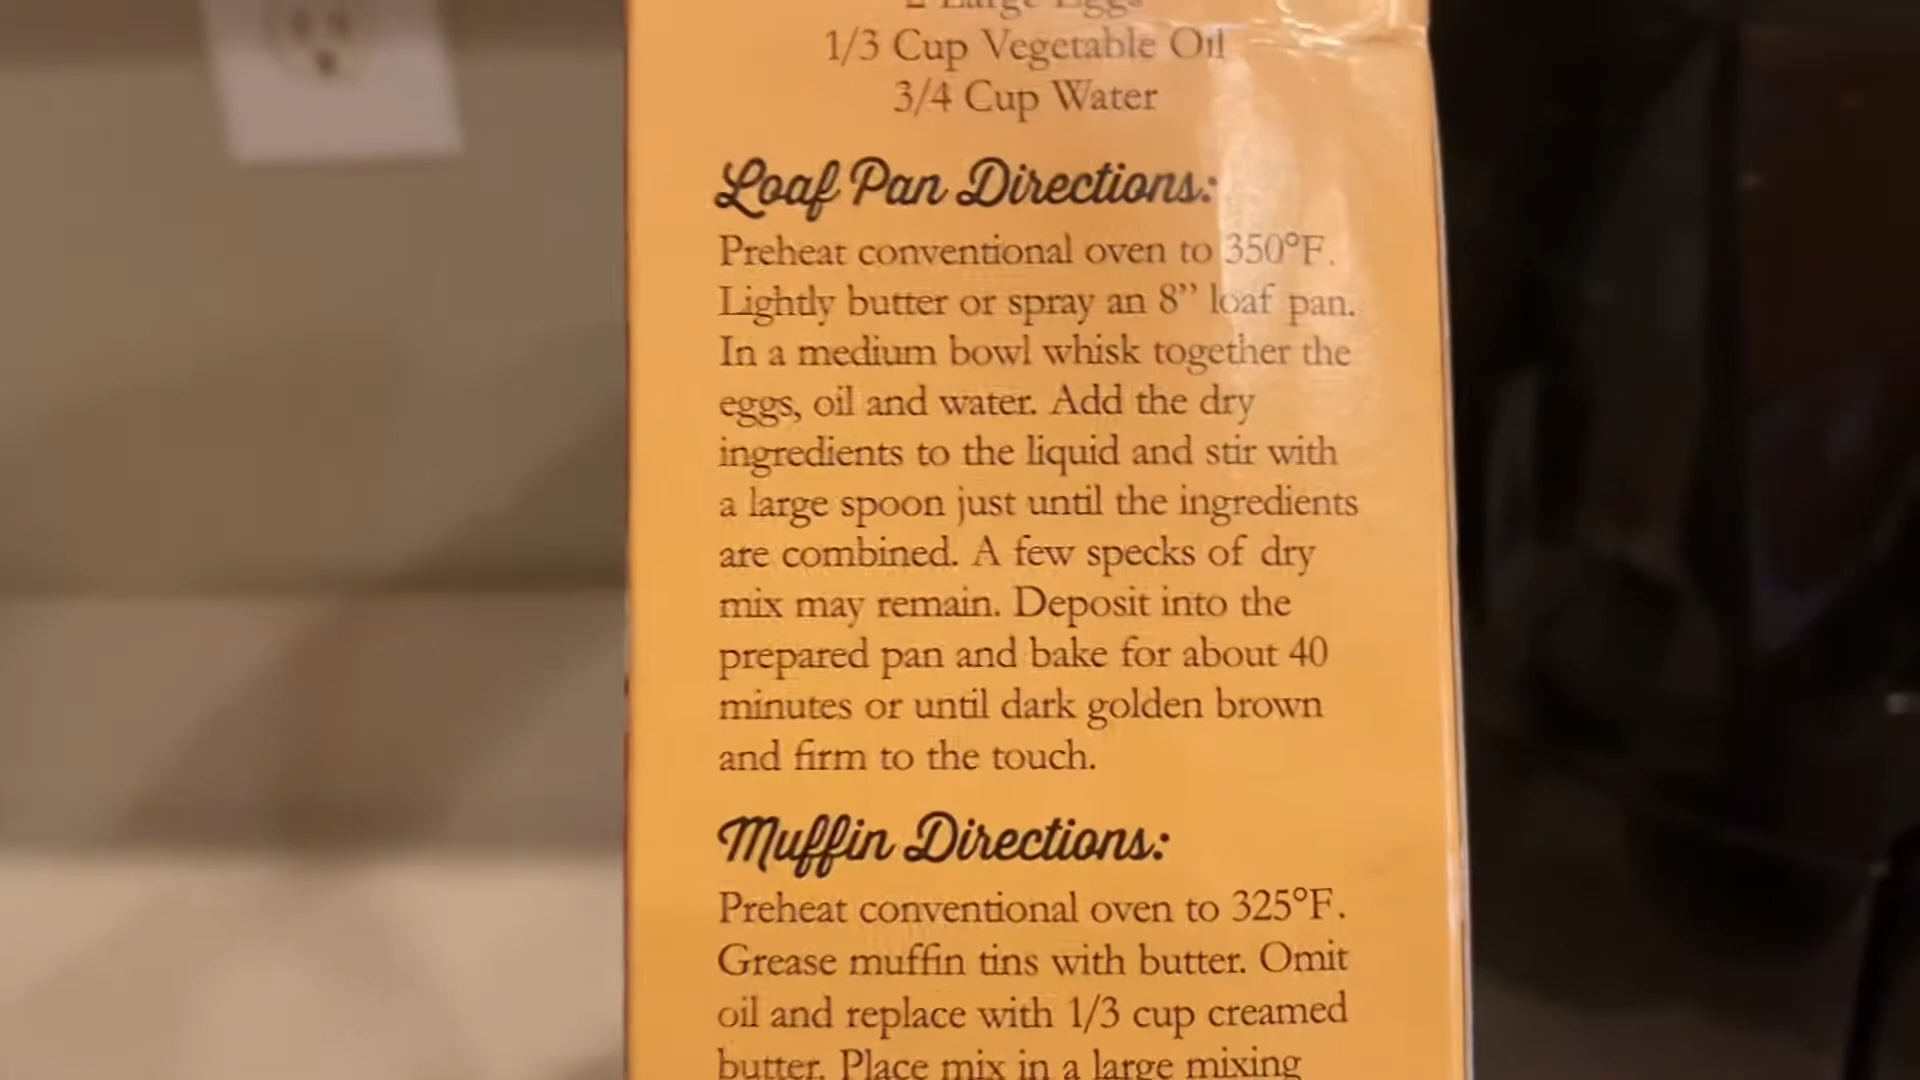 2 Large Eggs
1/3 Cup Vegetable Oil
3/4 Cup Water
Loaf Pan Directions:
Preheat conventional oven to 350°F.
Lightly butter or spray an 8” loaf pan.
In a medium bowl whisk together the
eggs, oil and water. Add the dry
ingredients to the liquid and stir with
a large spoon just until the ingredients
are combined. A few specks of dry
mix may remain. Deposit into the
prepared pan and bake for about 40
minutes or until dark golden brown
and firm to the touch.
Muffin Directions:
Preheat conventional oven to 325°F.
Grease muffin tins with butter. Omit
oil and replace with 1/3 cup creamed
butter. Place mix in a large mixing